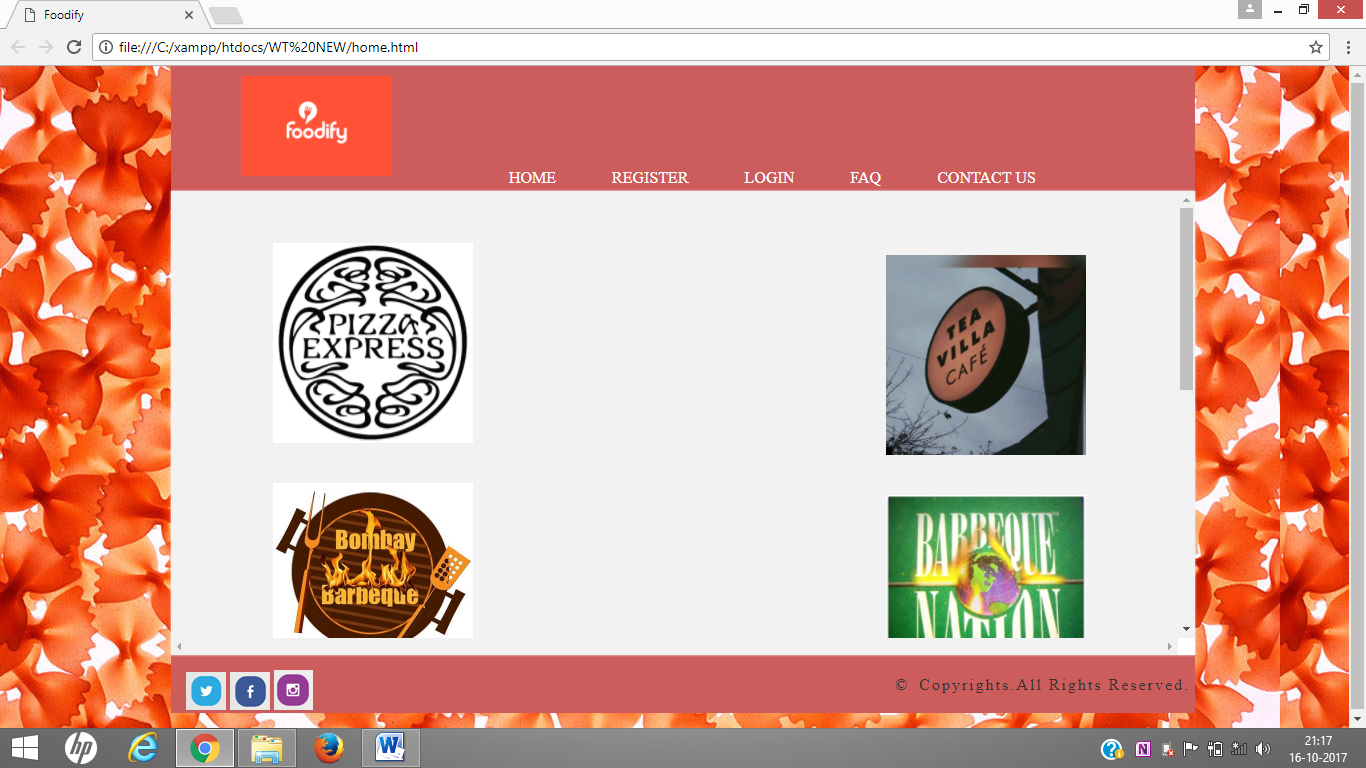 Foodify
file:///C:/xampp/htdocs/WT%20NEW/home.html
foodify
HOME REGISTER LOGIN FAQ CONTACT US
PIZZA
EXPRESS
TEA
VILLA
CAFÉ
Bombay
Barbeque
BARBEQUE
NATION
© Copyrights.All Rights Reserved.
21:17
16-10-2017